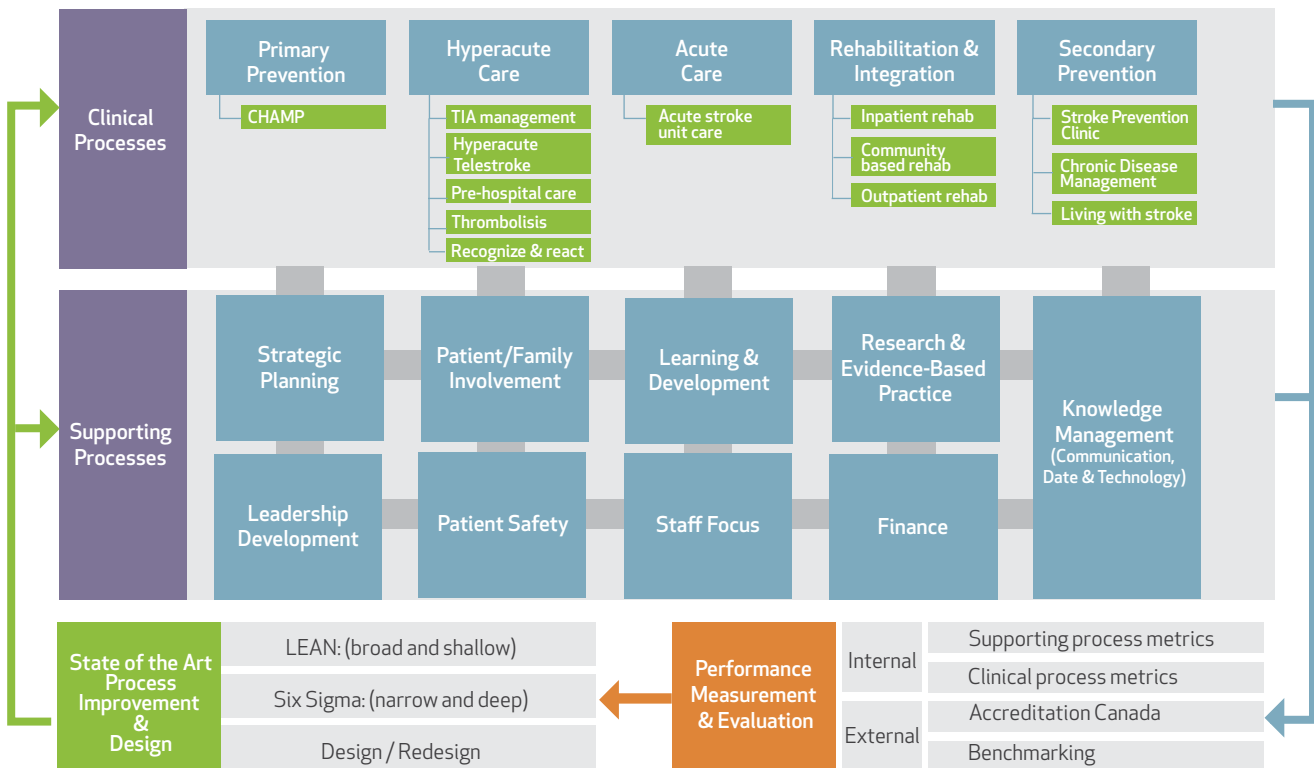 Clinical
Processes
Primary
Prevention
CHAMP
Hyperacute
Care
TIA management
Hyperacute
Telestroke
Pre-hospital care
Thrombolisis
Recognize & react
Acute
Care
Acute stroke
unit care
Rehabilitation &
Integration
Inpatient rehab
Community
based rehab
Outpatient rehab
Secondary
Prevention
Stroke Prevention
Clinic
Chronic Disease
Management
Living with stroke
Supporting
Processes
Strategic
Planning
Patient/Family
Involvement
Learning &
Development
Research &
Evidence-Based
Practice
Knowledge
Management
(Communication,
Date & Technology)
Leadership
Development
Patient Safety
Staff Focus
Finance
State of the Art
Process
Improvement
&
Design
LEAN: (broad and shallow)
Six Sigma: (narrow and deep)
Design / Redesign
Performance
Measurement
& Evaluation
Internal
Supporting process metrics
Clinical process metrics
External
Accreditation Canada
Benchmarking